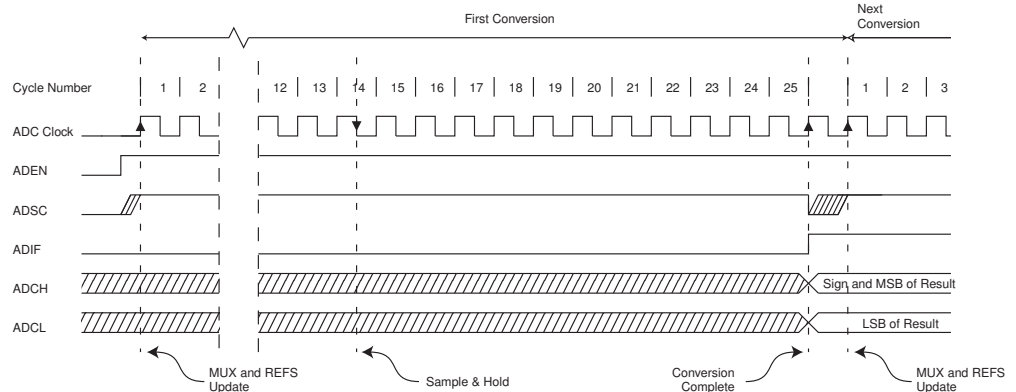 First Conversion
Next
Conversion
Cycle Number 1 2 12 13 14 15 16 17 18 19 20 21 22 23 24 25 1 2 3
ADC Clock
ADEN
ADSC
ADIF
ADCH
Sign and MSB of Result
ADCL
LSB of Result
MUX and REFS
Update
Sample & Hold
Conversion
Complete
MUX and REFS
Update